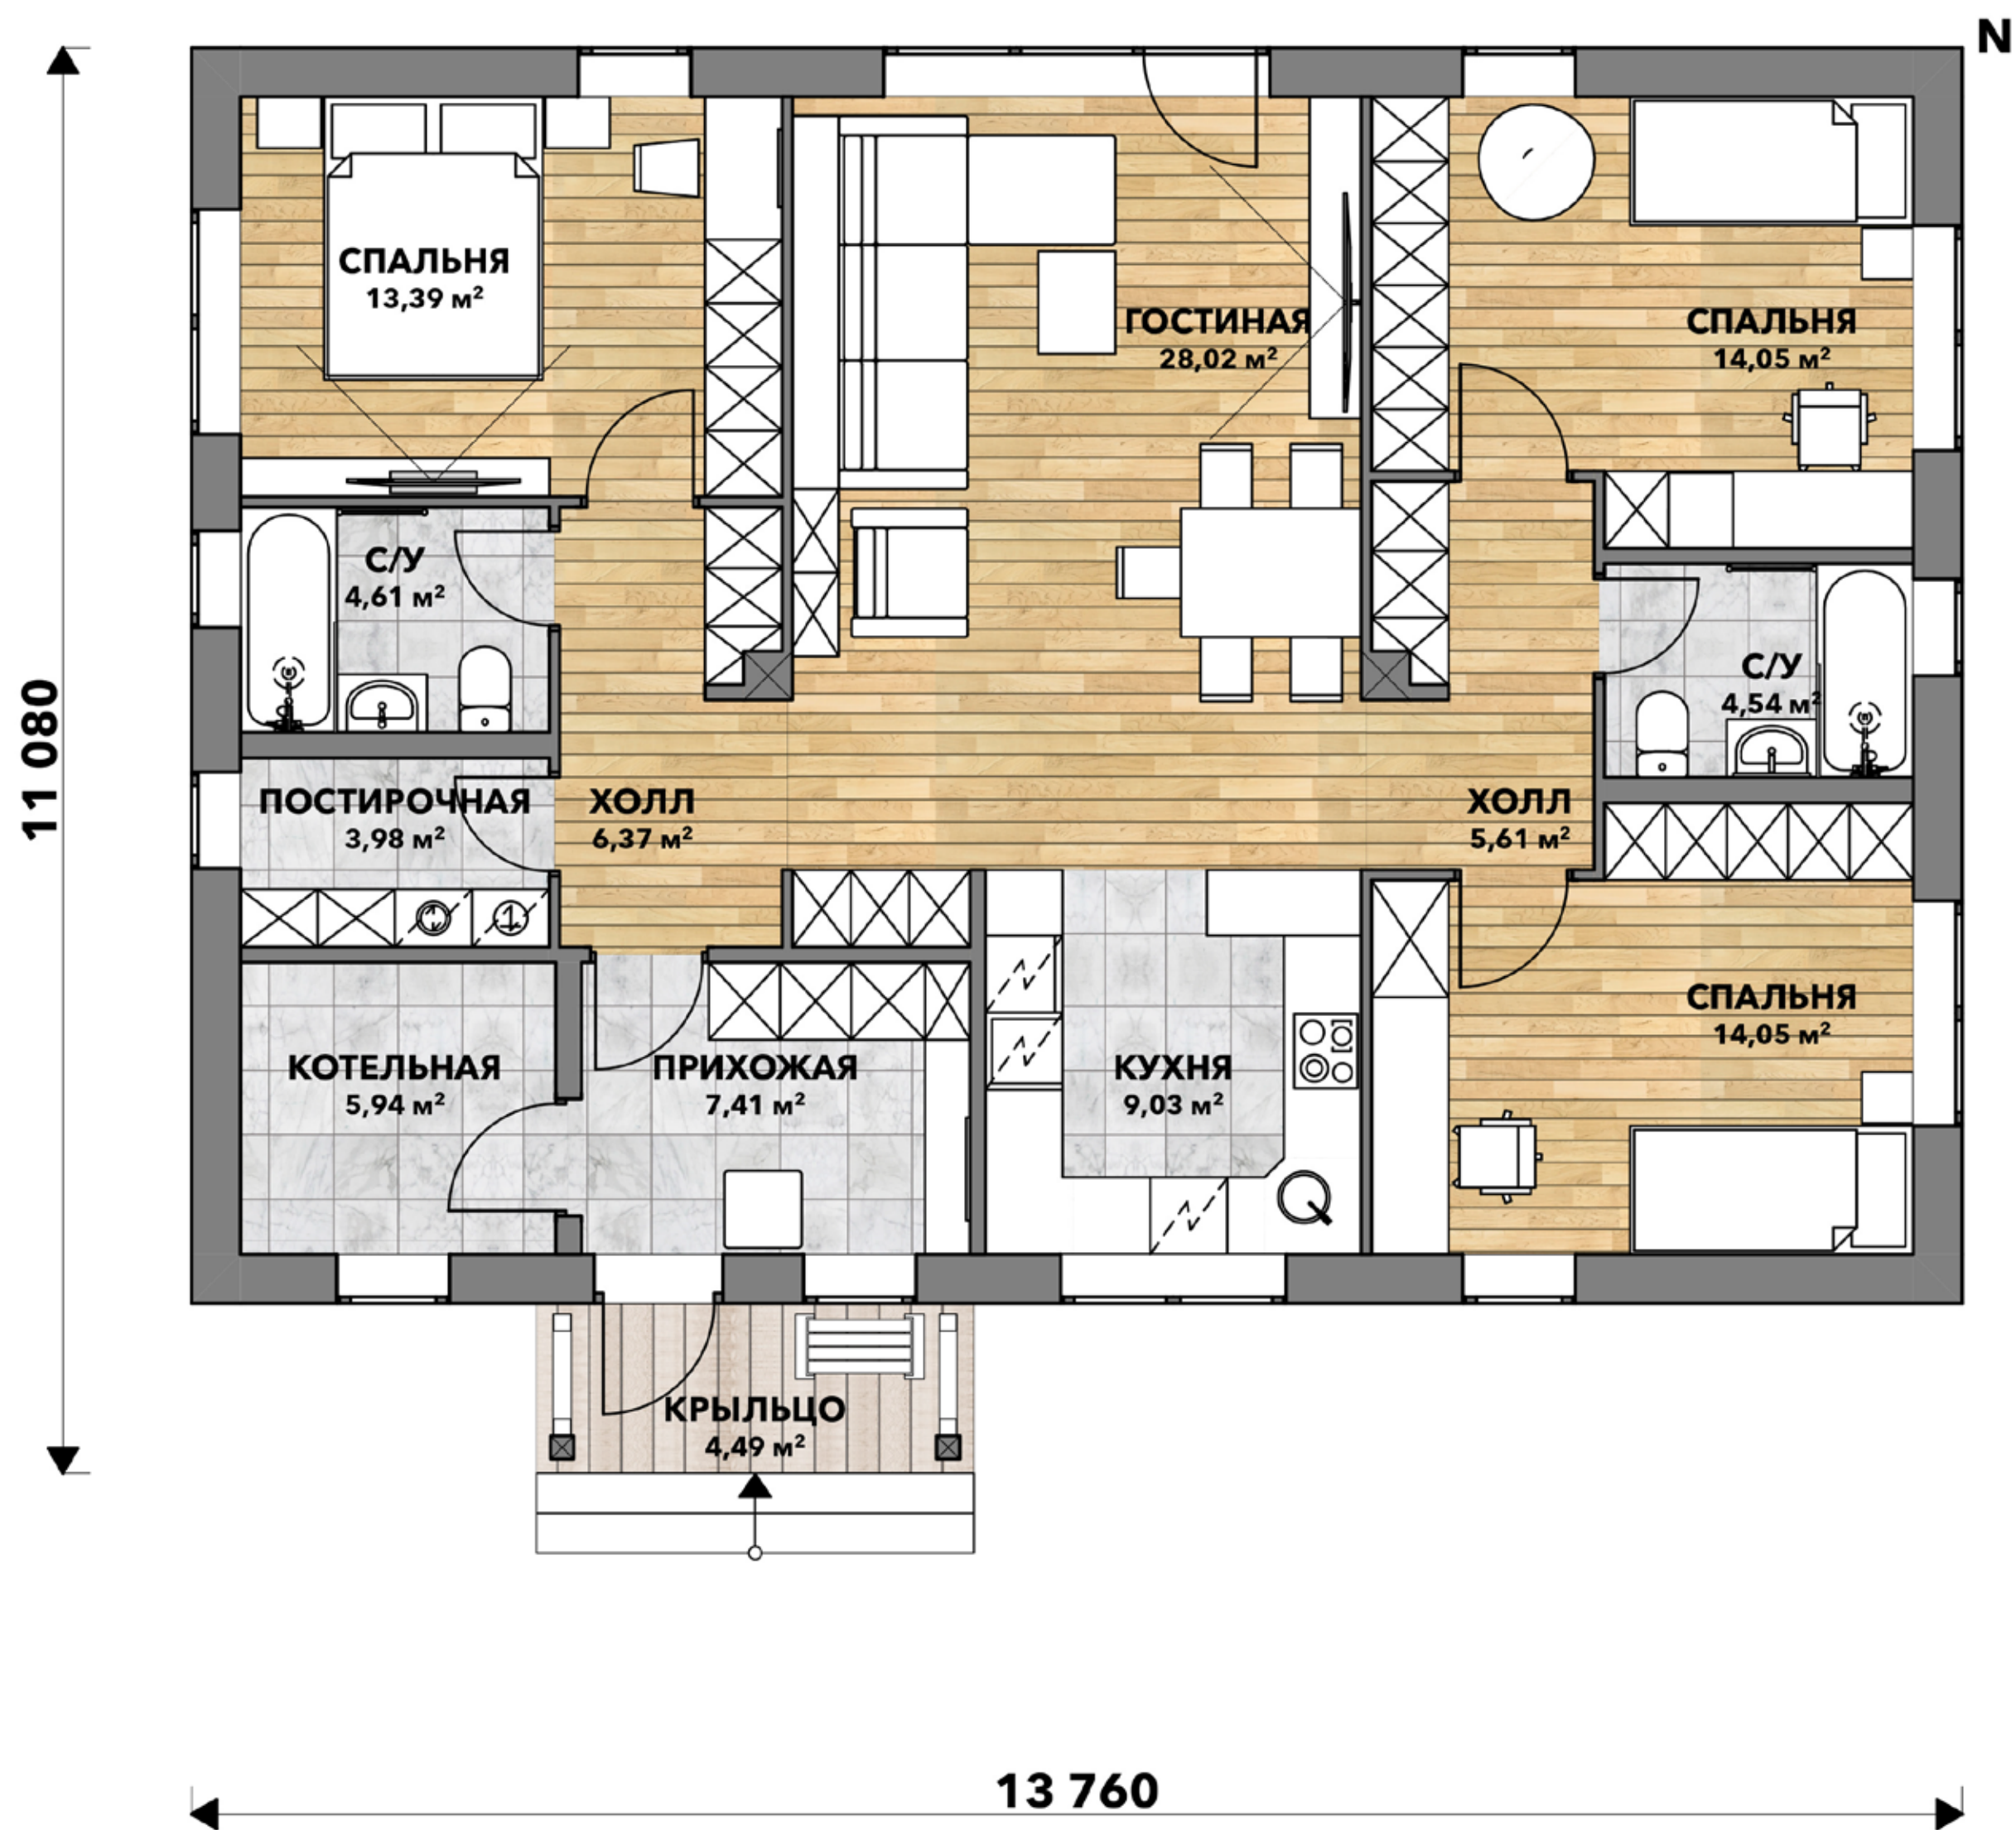 N
СПАЛЬНЯ
13,39 м²
ГОСТИНАЯ
28,02 м²
СПАЛЬНЯ
14,05 м²
С/У
4,61 м²
С/У
4,54 м²
11 080
ПОСТИРОЧНАЯ
3,98 м²
ХОЛЛ
6,37 м²
ХОЛЛ
5,61 м²
КОТЕЛЬНАЯ
5,94 м²
ПРИХОЖАЯ
7,41 м²
КУХНЯ
9,03 м²
СПАЛЬНЯ
14,05 м²
КРЫЛЬЦО
4,49 м²
13 760